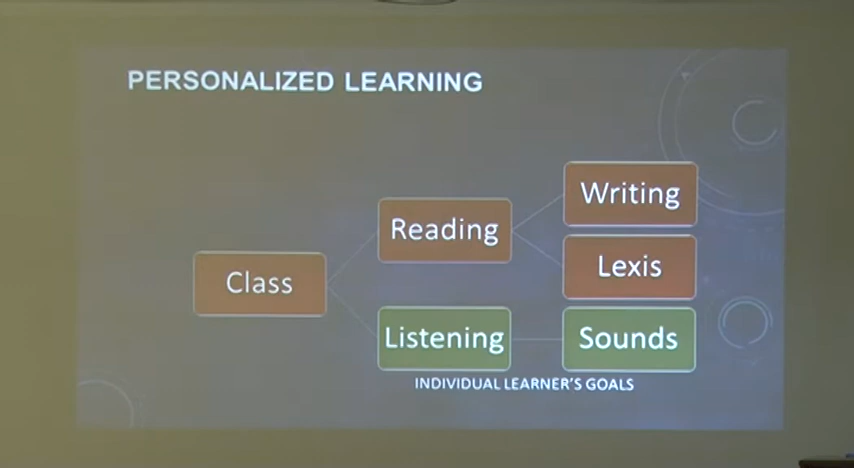 PERSONALIZED LEARNING
Class
Reading
Writing
Lexis
Listening
Sounds
INDIVIDUAL LEARNER'S GOALS